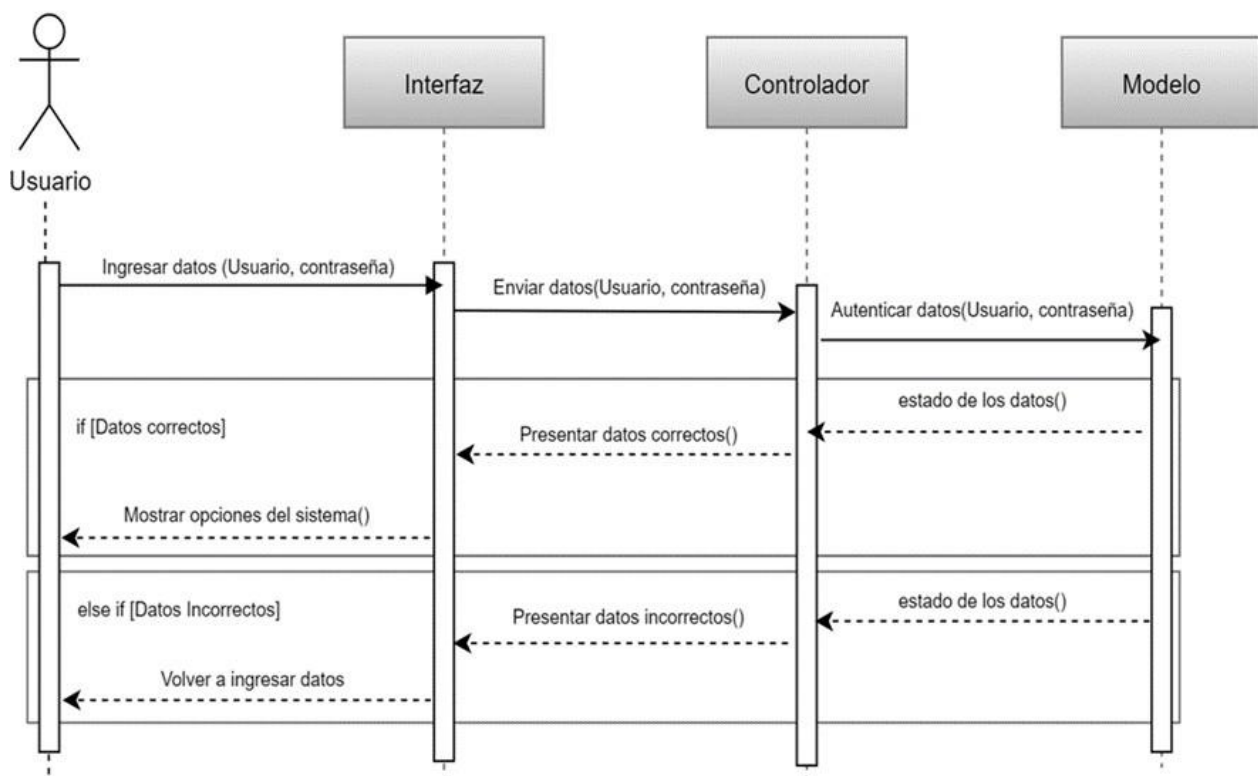 Interfaz
Controlador
Modelo
Usuario
Ingresar datos (Usuario, contraseña)
Enviar datos(Usuario, contraseña)
Autenticar datos(Usuario, contraseña)
if [Datos correctos]
estado de los datos()
Presentar datos correctos()
Mostrar opciones del sistema()
else if [Datos Incorrectos]
estado de los datos()
Presentar datos incorrectos()
Volver a ingresar datos